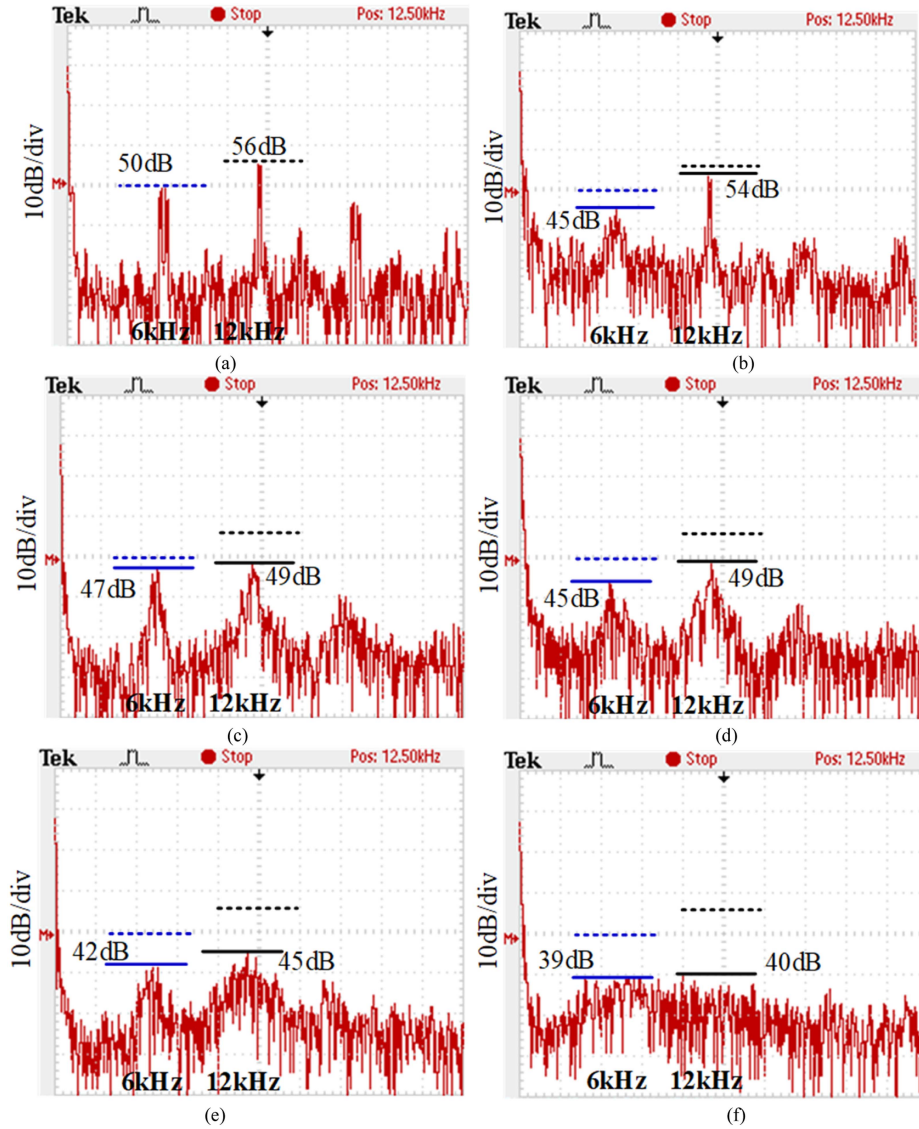 Tek Stop Pos: 12.50kHz
10dB/div
M
50dB
56dB
6kHz 12kHz
(a)
Tek Stop Pos: 12.50kHz
10dB/div
M
45dB
54dB
6kHz 12kHz
(b)
Tek Stop Pos: 12.50kHz
10dB/div
M
47dB
49dB
6kHz 12kHz
(c)
Tek Stop Pos: 12.50kHz
10dB/div
M
45dB
49dB
6kHz 12kHz
(d)
Tek Stop Pos: 12.50kHz
10dB/div
M
42dB
45dB
6kHz 12kHz
(e)
Tek Stop Pos: 12.50kHz
10dB/div
M
39dB
40dB
6kHz 12kHz
(f)